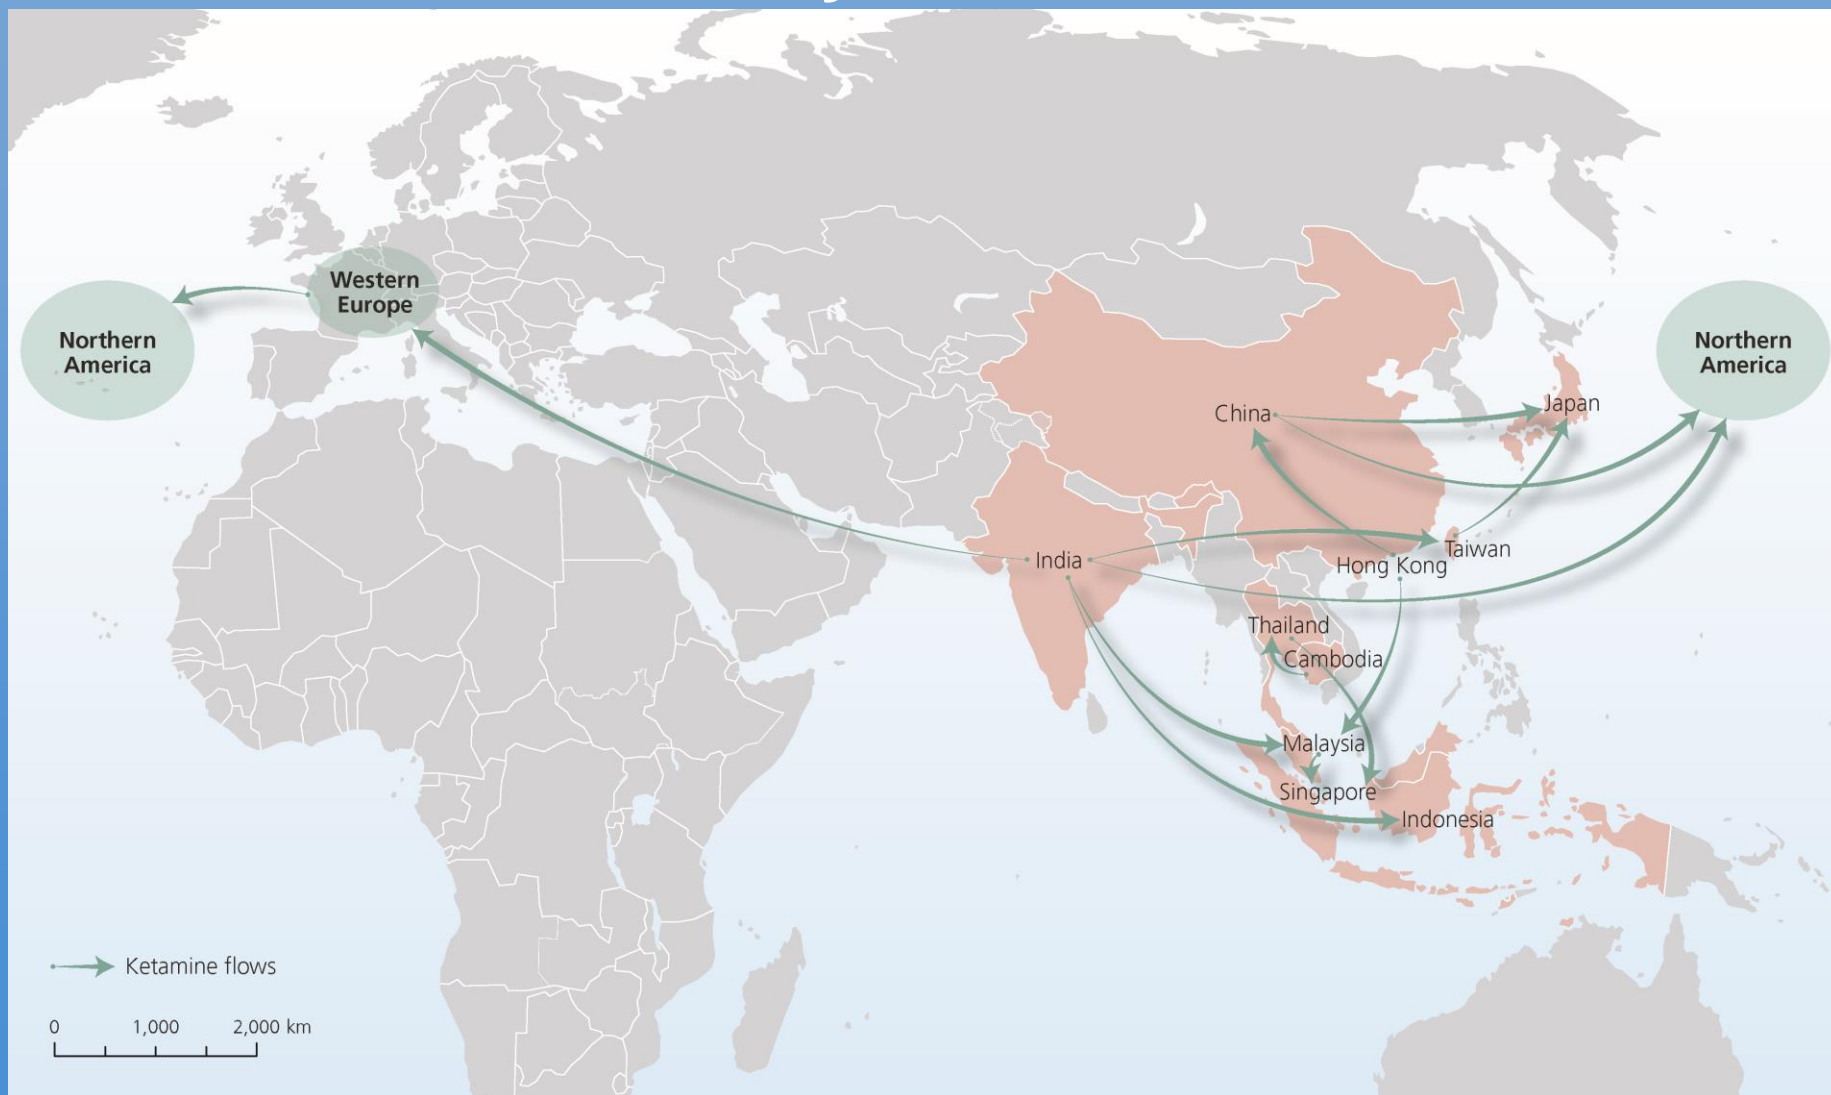 Western
Europe
Northern
America
Northern
America
China
Japan
India
Taiwan
Hong Kong
Thailand
Cambodia
Malaysia
Singapore
Indonesia
Ketamine flows
0 1,000 2,000 km